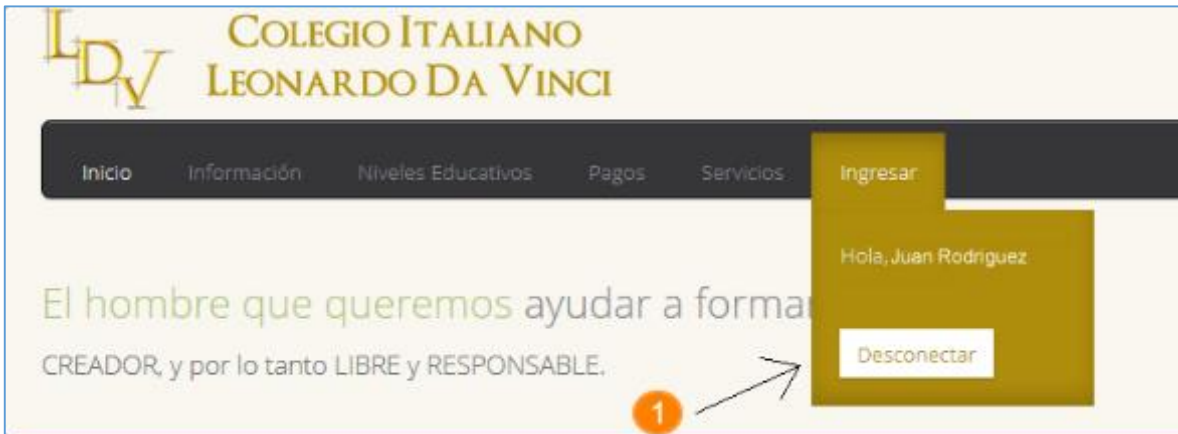 LDV
COLEGIO ITALIANO
LEONARDO DA VINCI
Inicio Información Niveles Educativos Pagos Servicios Ingresar
Hola, Juan Rodriguez
El hombre que queremos ayudar a formar
CREADOR, y por lo tanto LIBRE y RESPONSABLE.
Desconectar
1